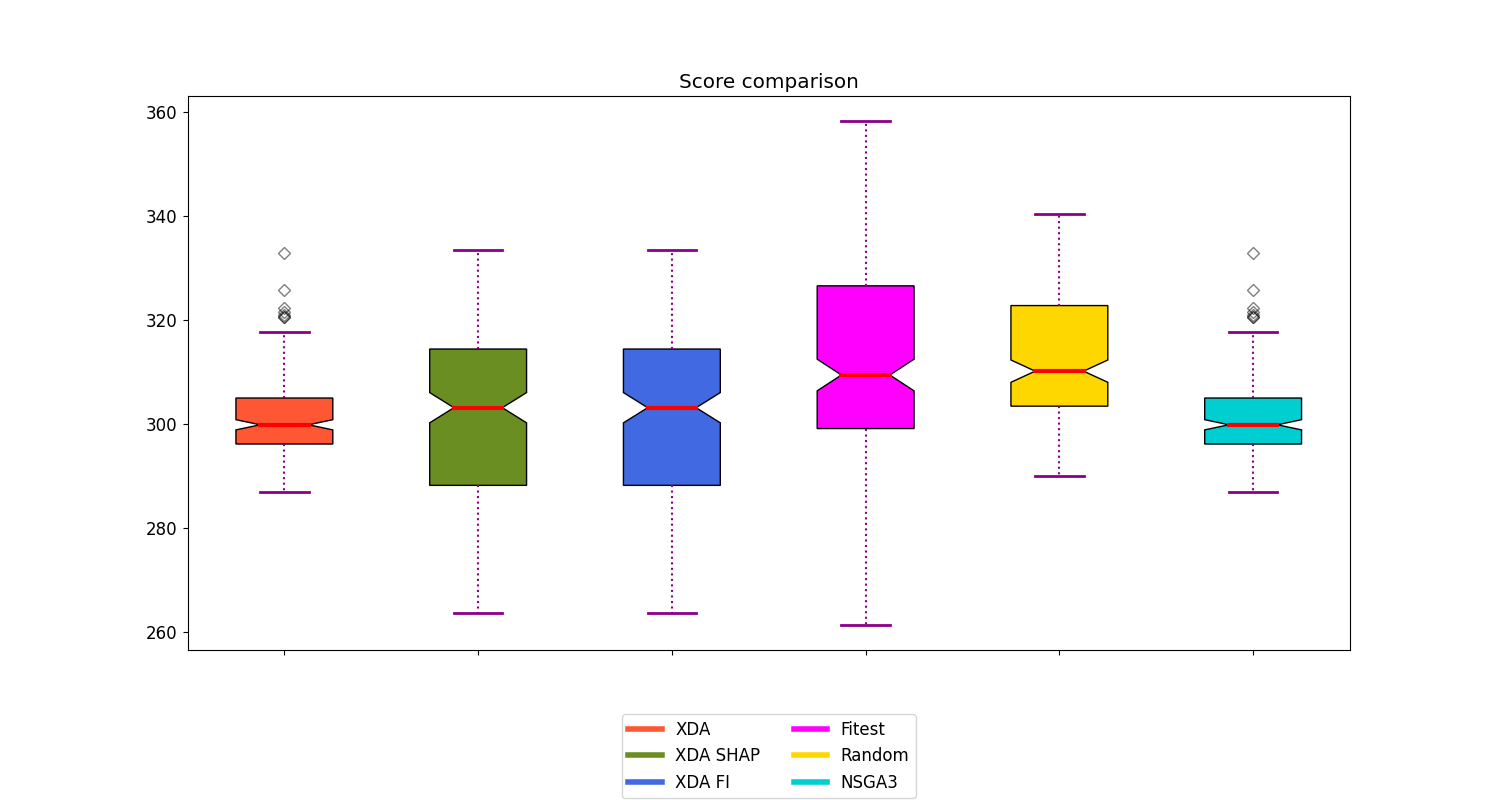 Score comparison
360
340
320
300
280
260
XDA
XDA SHAP
XDA FI
Fitest
Random
NSGA3